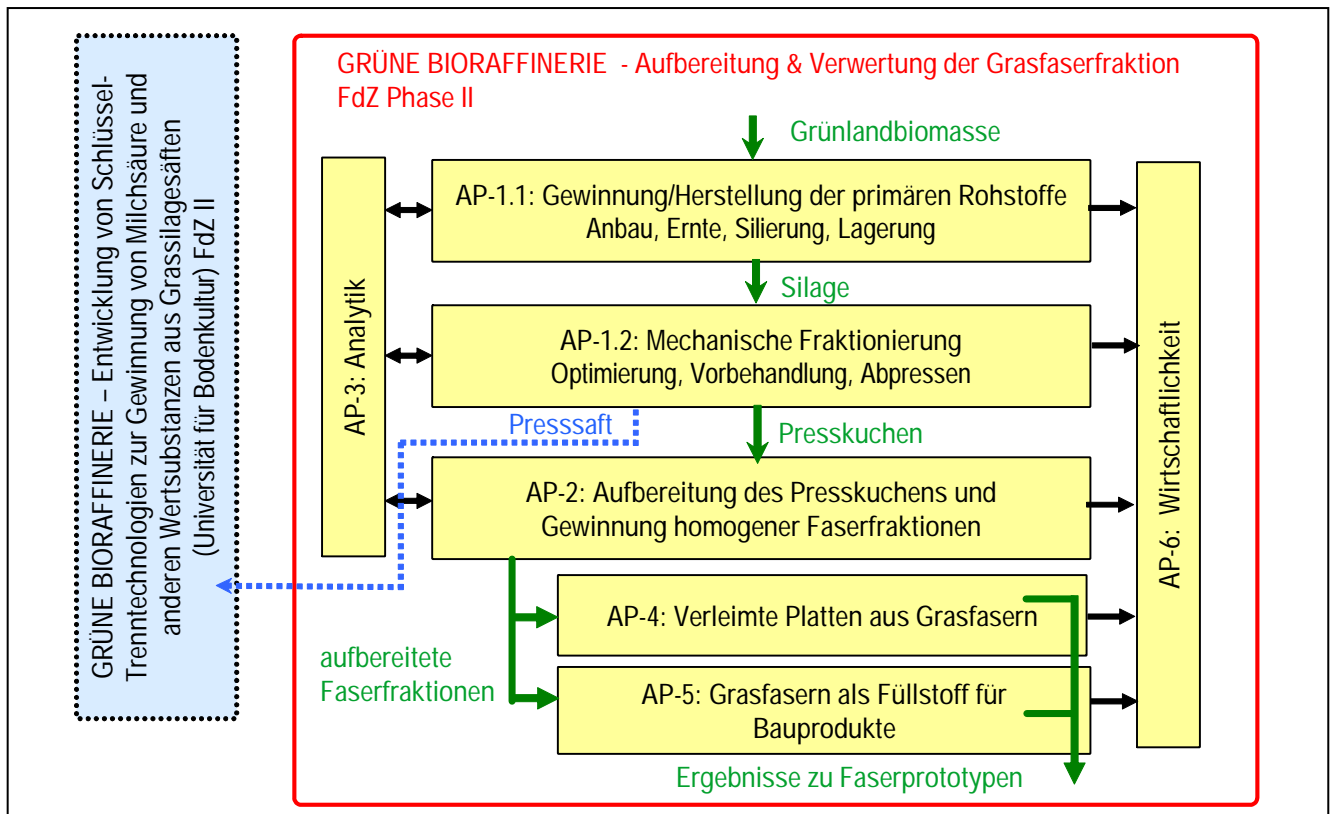 GRÜNE BIORAFFINERIE – Entwicklung von Schlüssel-
Trenntechnologien zur Gewinnung von Milchsäure und
anderen Wertsubstanzen aus Grassilagesäften
(Universität für Bodenkultur) FdZ II
GRÜNE BIORAFFINERIE - Aufbereitung & Verwertung der Grasfaserfraktion
FdZ Phase II
Grünlandbiomasse
AP-3: Analytik
AP-1.1: Gewinnung/Herstellung der primären Rohstoffe
Anbau, Ernte, Silierung, Lagerung
Silage
AP-1.2: Mechanische Fraktionierung
Optimierung, Vorbehandlung, Abpressen
Presssaft
Presskuchen
AP-2: Aufbereitung des Presskuchens und
Gewinnung homogener Faserfraktionen
AP-6: Wirtschaftlichkeit
AP-4: Verleimte Platten aus Grasfasern
aufbereitete
Faserfraktionen
AP-5: Grasfasern als Füllstoff für
Bauprodukte
Ergebnisse zu Faserprototypen